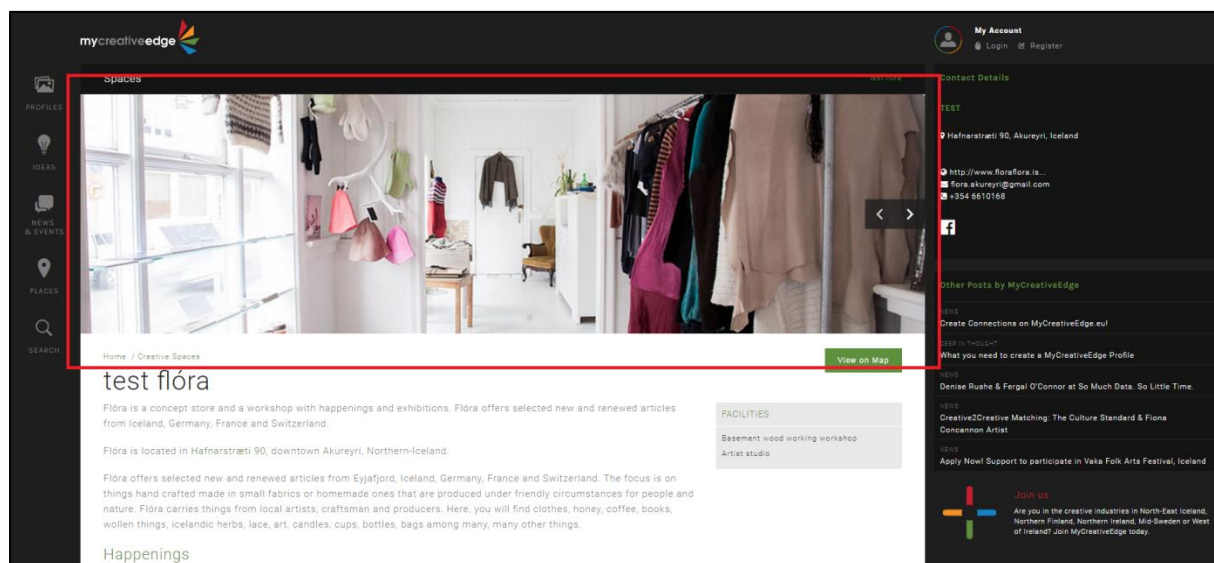 mycreativeedge
My Account
Login Register
PROFILES
IDEAS
NEWS
& EVENTS
PLACES
SEARCH
Spaces
test flóra
Home / Creative Spaces
View on Map
test flóra
Flóra is a concept store and a workshop with happenings and exhibitions. Flóra offers selected new and renewed articles
from Iceland, Germany, France and Switzerland.
Flóra is located in Hafnarstræti 90, downtown Akureyri, Northern-Iceland.
Flóra offers selected new and renewed articles from Eyjafjord, Iceland, Germany, France and Switzerland. The focus is on
things hand crafted made in small fabrics or homemade ones that are produced under friendly circumstances for people and
nature. Flóra carries things from local artists, craftsman and producers. Here, you will find clothes, honey, coffee, books,
wollen things, icelandic herbs, lace, art, candles, cups, bottles, bags among many, many other things.
Happenings
FACILITIES
Basement wood working workshop
Artist studio
Contact Details
TEST
Hafnarstræti 90, Akureyri, Iceland
http://www.floraflora.is...
flora.akureyri@gmail.com
+354 6610168
Other Posts by MyCreativeEdge
NEWS
Create Connections on MyCreativeEdge.eu!
DEEP IN THOUGHT
What you need to create a MyCreativeEdge Profile
NEWS
Denise Rushe & Fergal O'Connor at So Much Data. So Little Time.
NEWS
Creative2Creative Matching: The Culture Standard & Fiona
Concannon Artist
NEWS
Apply Now! Support to participate in Vaka Folk Arts Festival, Iceland
Join us
Are you in the creative industries in North-East Iceland,
Northern Finland, Northern Ireland, Mid-Sweden or West
of Ireland? Join MyCreativeEdge today.